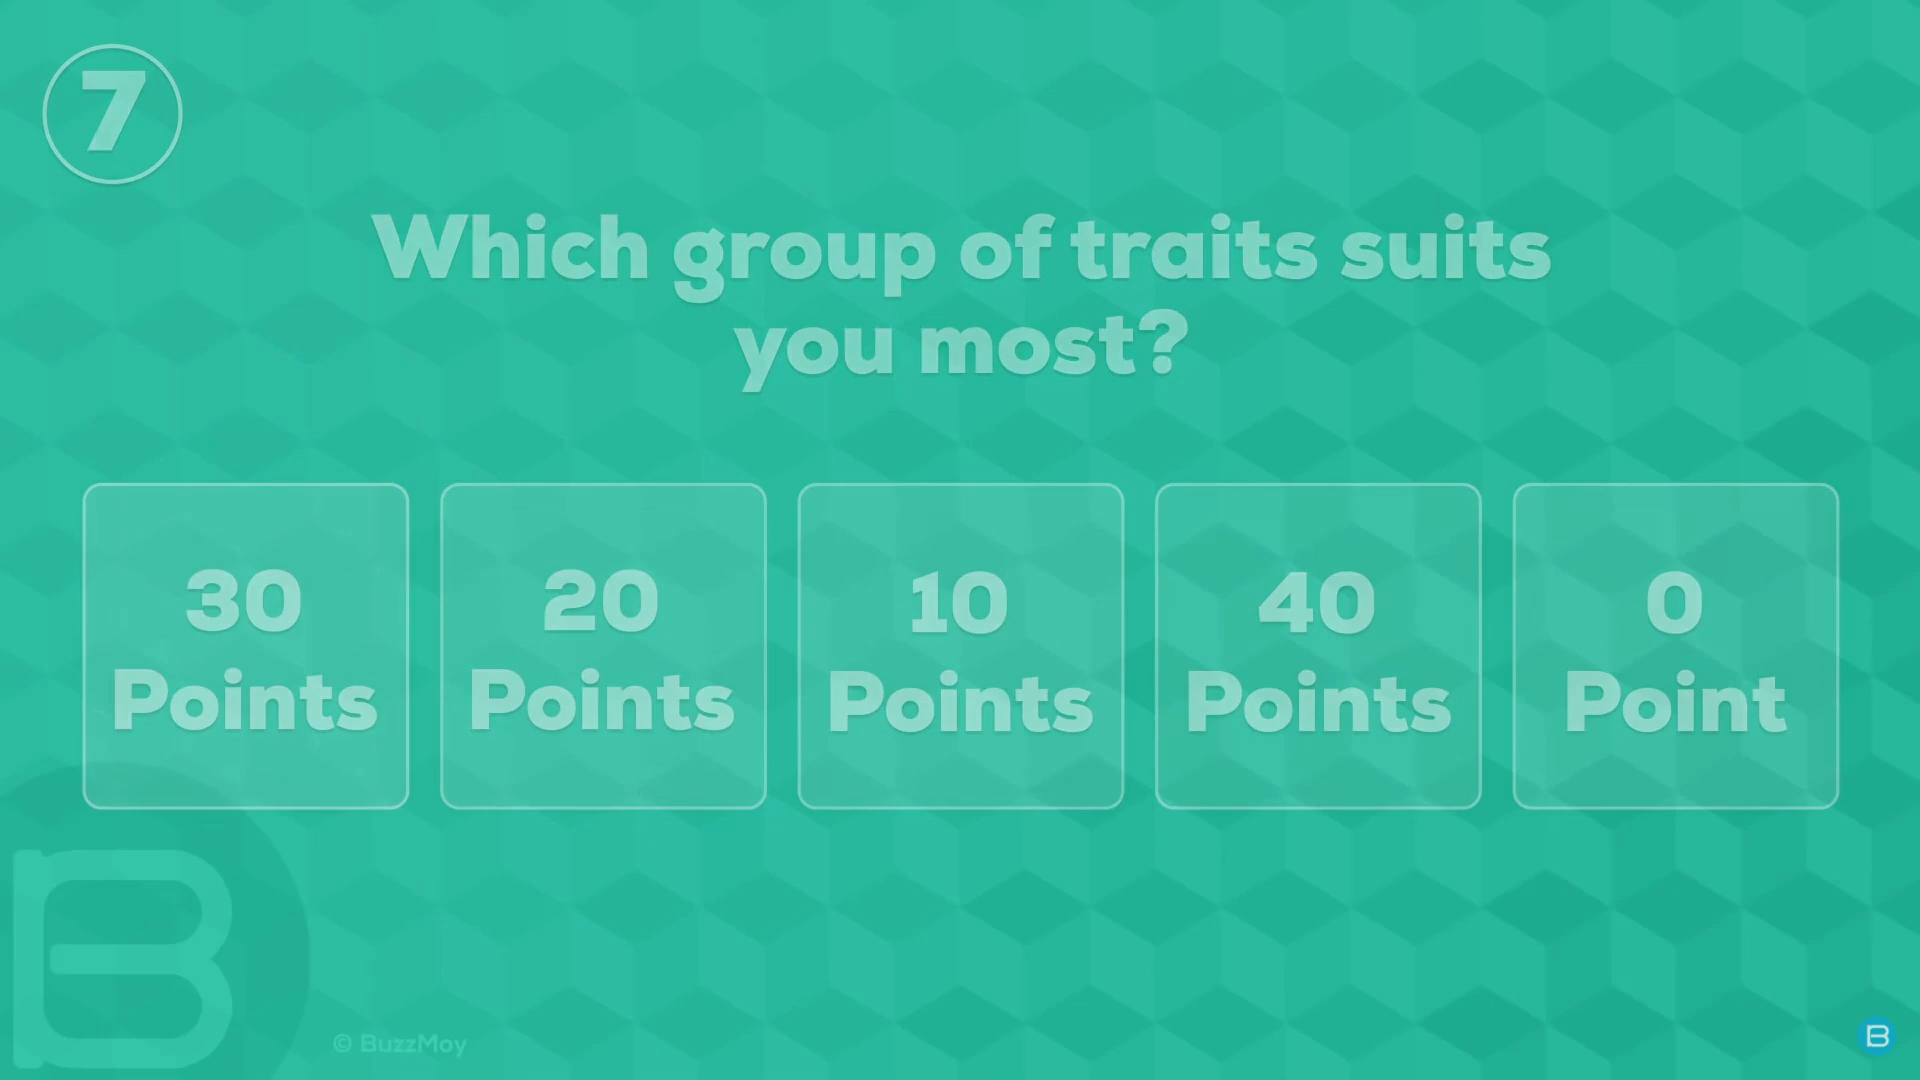 7
Which group of traits suits
you most?
30
Points
20
Points
10
Points
40
Points
0
Point
B
© BuzzMoy
B